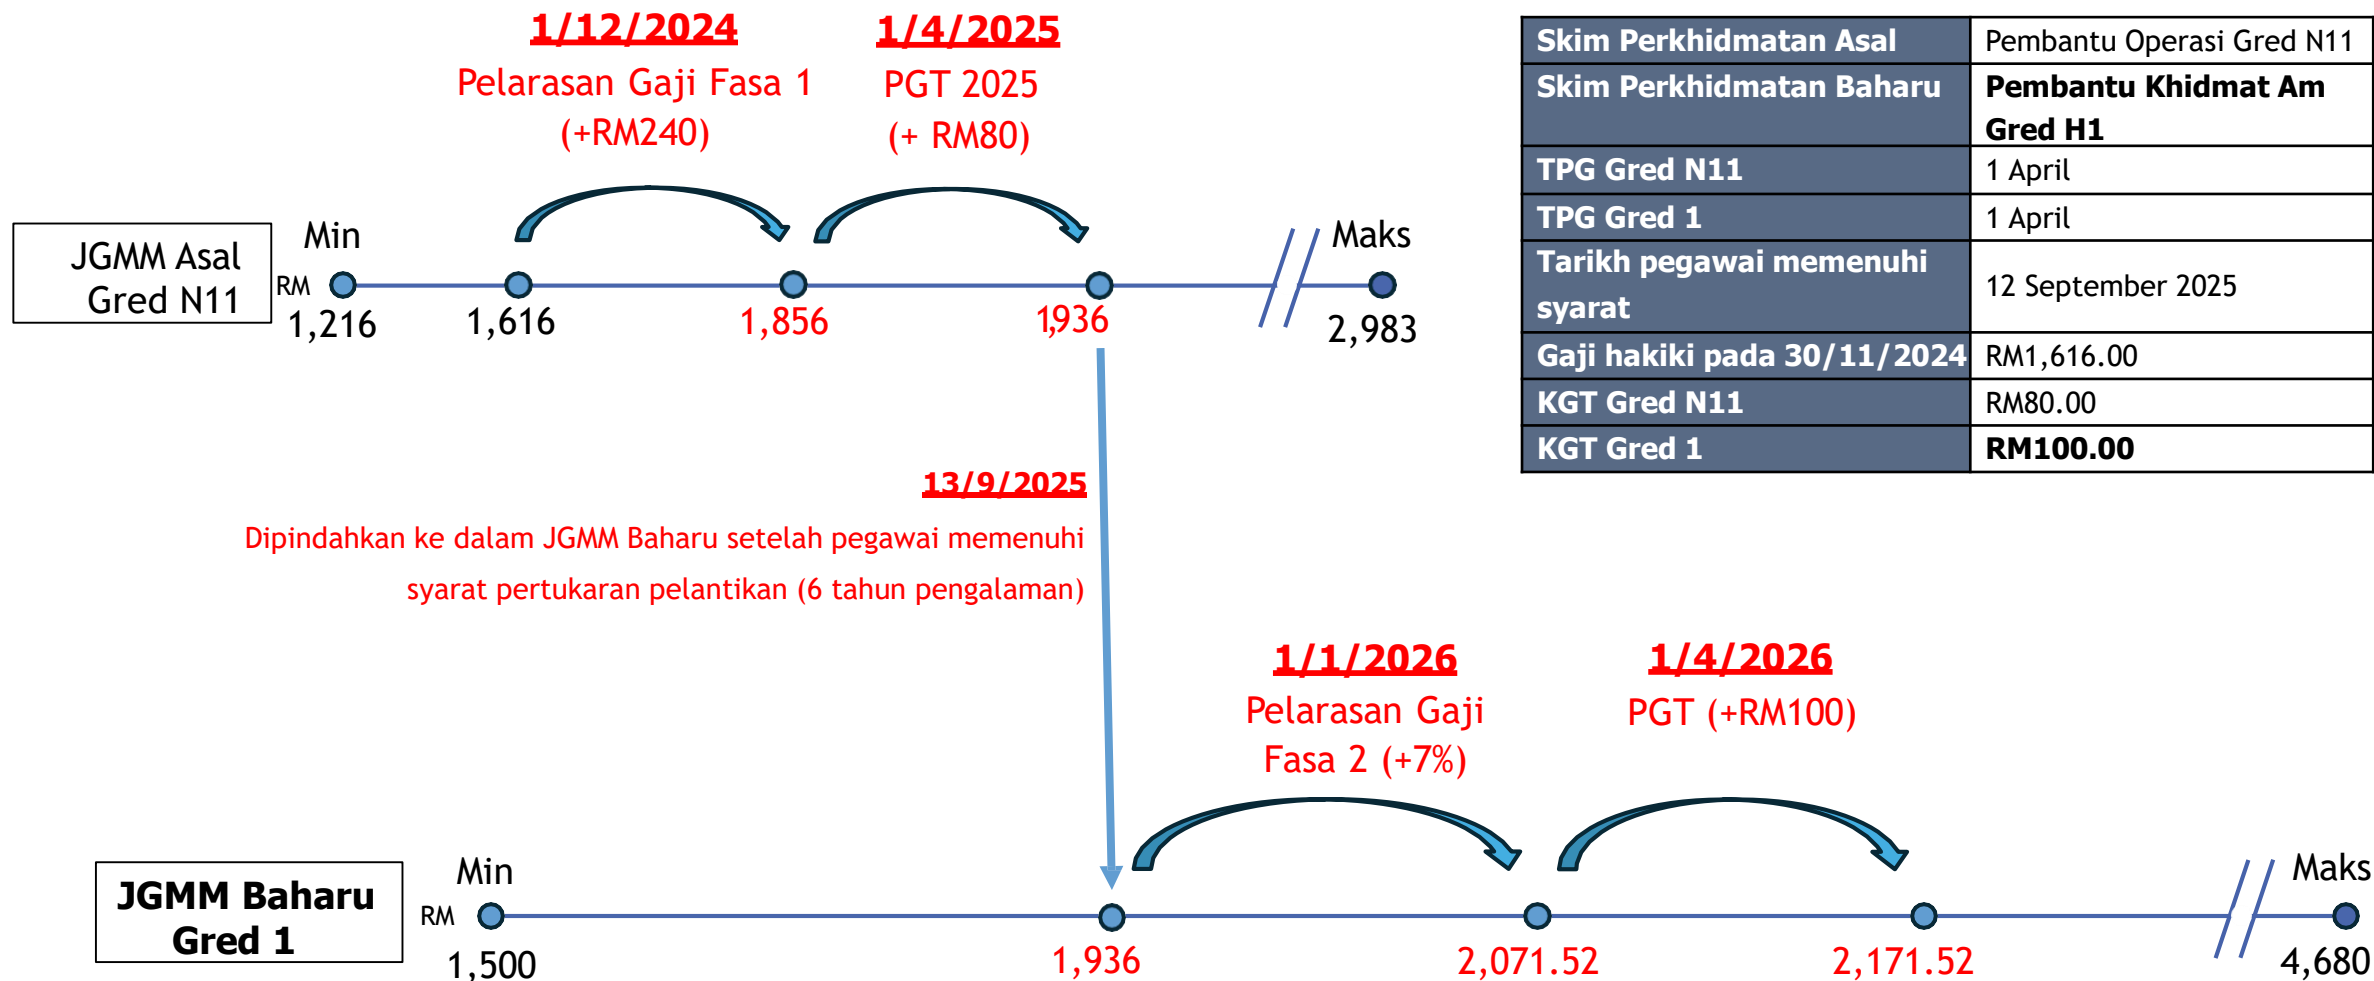 1/12/2024
Pelarasan Gaji Fasa 1
(+RM240)
1/4/2025
PGT 2025
(+ RM80)
JGMM Asal
Gred N11
Min
RM
1,216
1,616
1,856
1,936
Maks
2,983
Skim Perkhidmatan Asal
Pembantu Operasi Gred N11
Skim Perkhidmatan Baharu
Pembantu Khidmat Am
Gred H1
TPG Gred N11
1 April
TPG Gred 1
1 April
Tarikh pegawai memenuhi
syarat
12 September 2025
Gaji hakiki pada 30/11/2024
RM1,616.00
KGT Gred N11
RM80.00
KGT Gred 1
RM100.00
13/9/2025
Dipindahkan ke dalam JGMM Baharu setelah pegawai memenuhi
syarat pertukaran pelantikan (6 tahun pengalaman)
1/1/2026
Pelarasan Gaji
Fasa 2 (+7%)
1/4/2026
PGT (+RM100)
JGMM Baharu
Gred 1
Min
RM
1,500
1,936
2,071.52
2,171.52
Maks
4,680